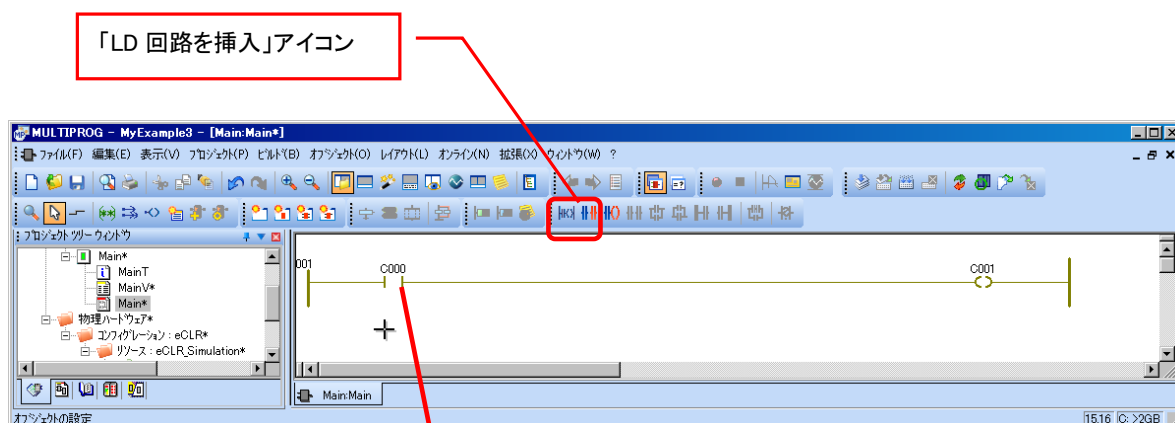 「LD 回路を挿入」アイコン
MULTIPROG - MyExample3 - [Main:Main*]
ファイル(F) 編集(E) 表示(V) プロジェクト(P) ビルド(B) オブジェクト(O) レイアウト(L) オンライン(N) 拡張(X) ウィンドウ(W) ?
プロジェクト ツリー ウィンドウ
Main*
MainT
MainV*
Main*
物理ハードウェア*
コンフィグレーション : eCLR*
リソース : eCLR_Simulation*
001
C000
C001
Main:Main
オブジェクトの設定
15,16
C: >2GB